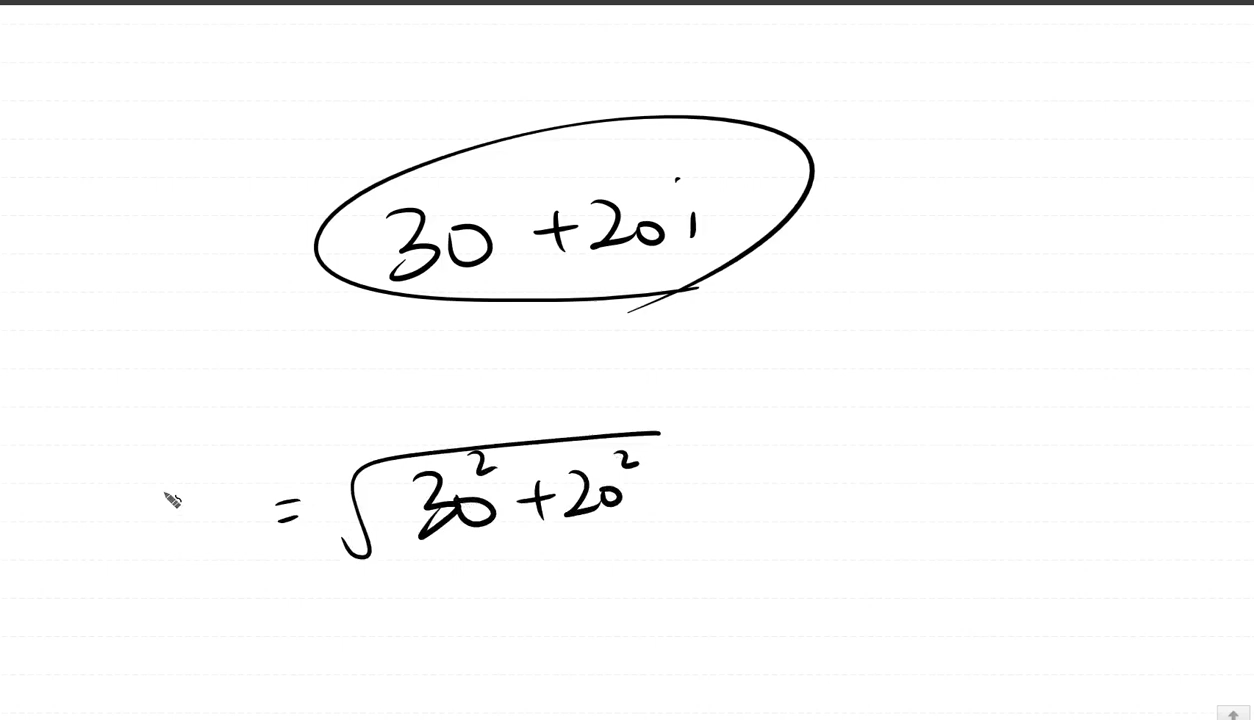 30 + 20i
= √(30² + 20²)